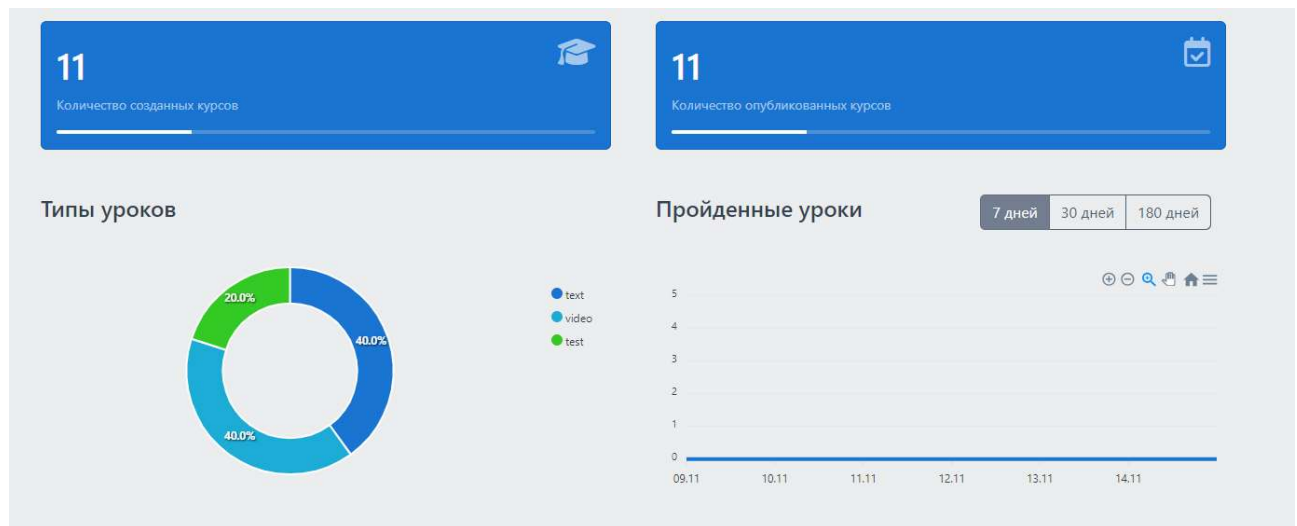 11
Количество созданных курсов
11
Количество опубликованных курсов
Типы уроков
20.0%
40.0%
40.0%
text
video
test
Пройденные уроки
7 дней 30 дней 180 дней
5
4
3
2
1
0
09.11 10.11 11.11 12.11 13.11 14.11